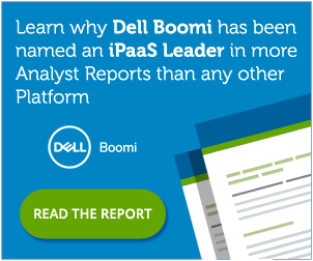 Learn why Dell Boomi has been
named an iPaaS Leader in more
Analyst Reports than any other
Platform
DELL Boomi
READ THE REPORT